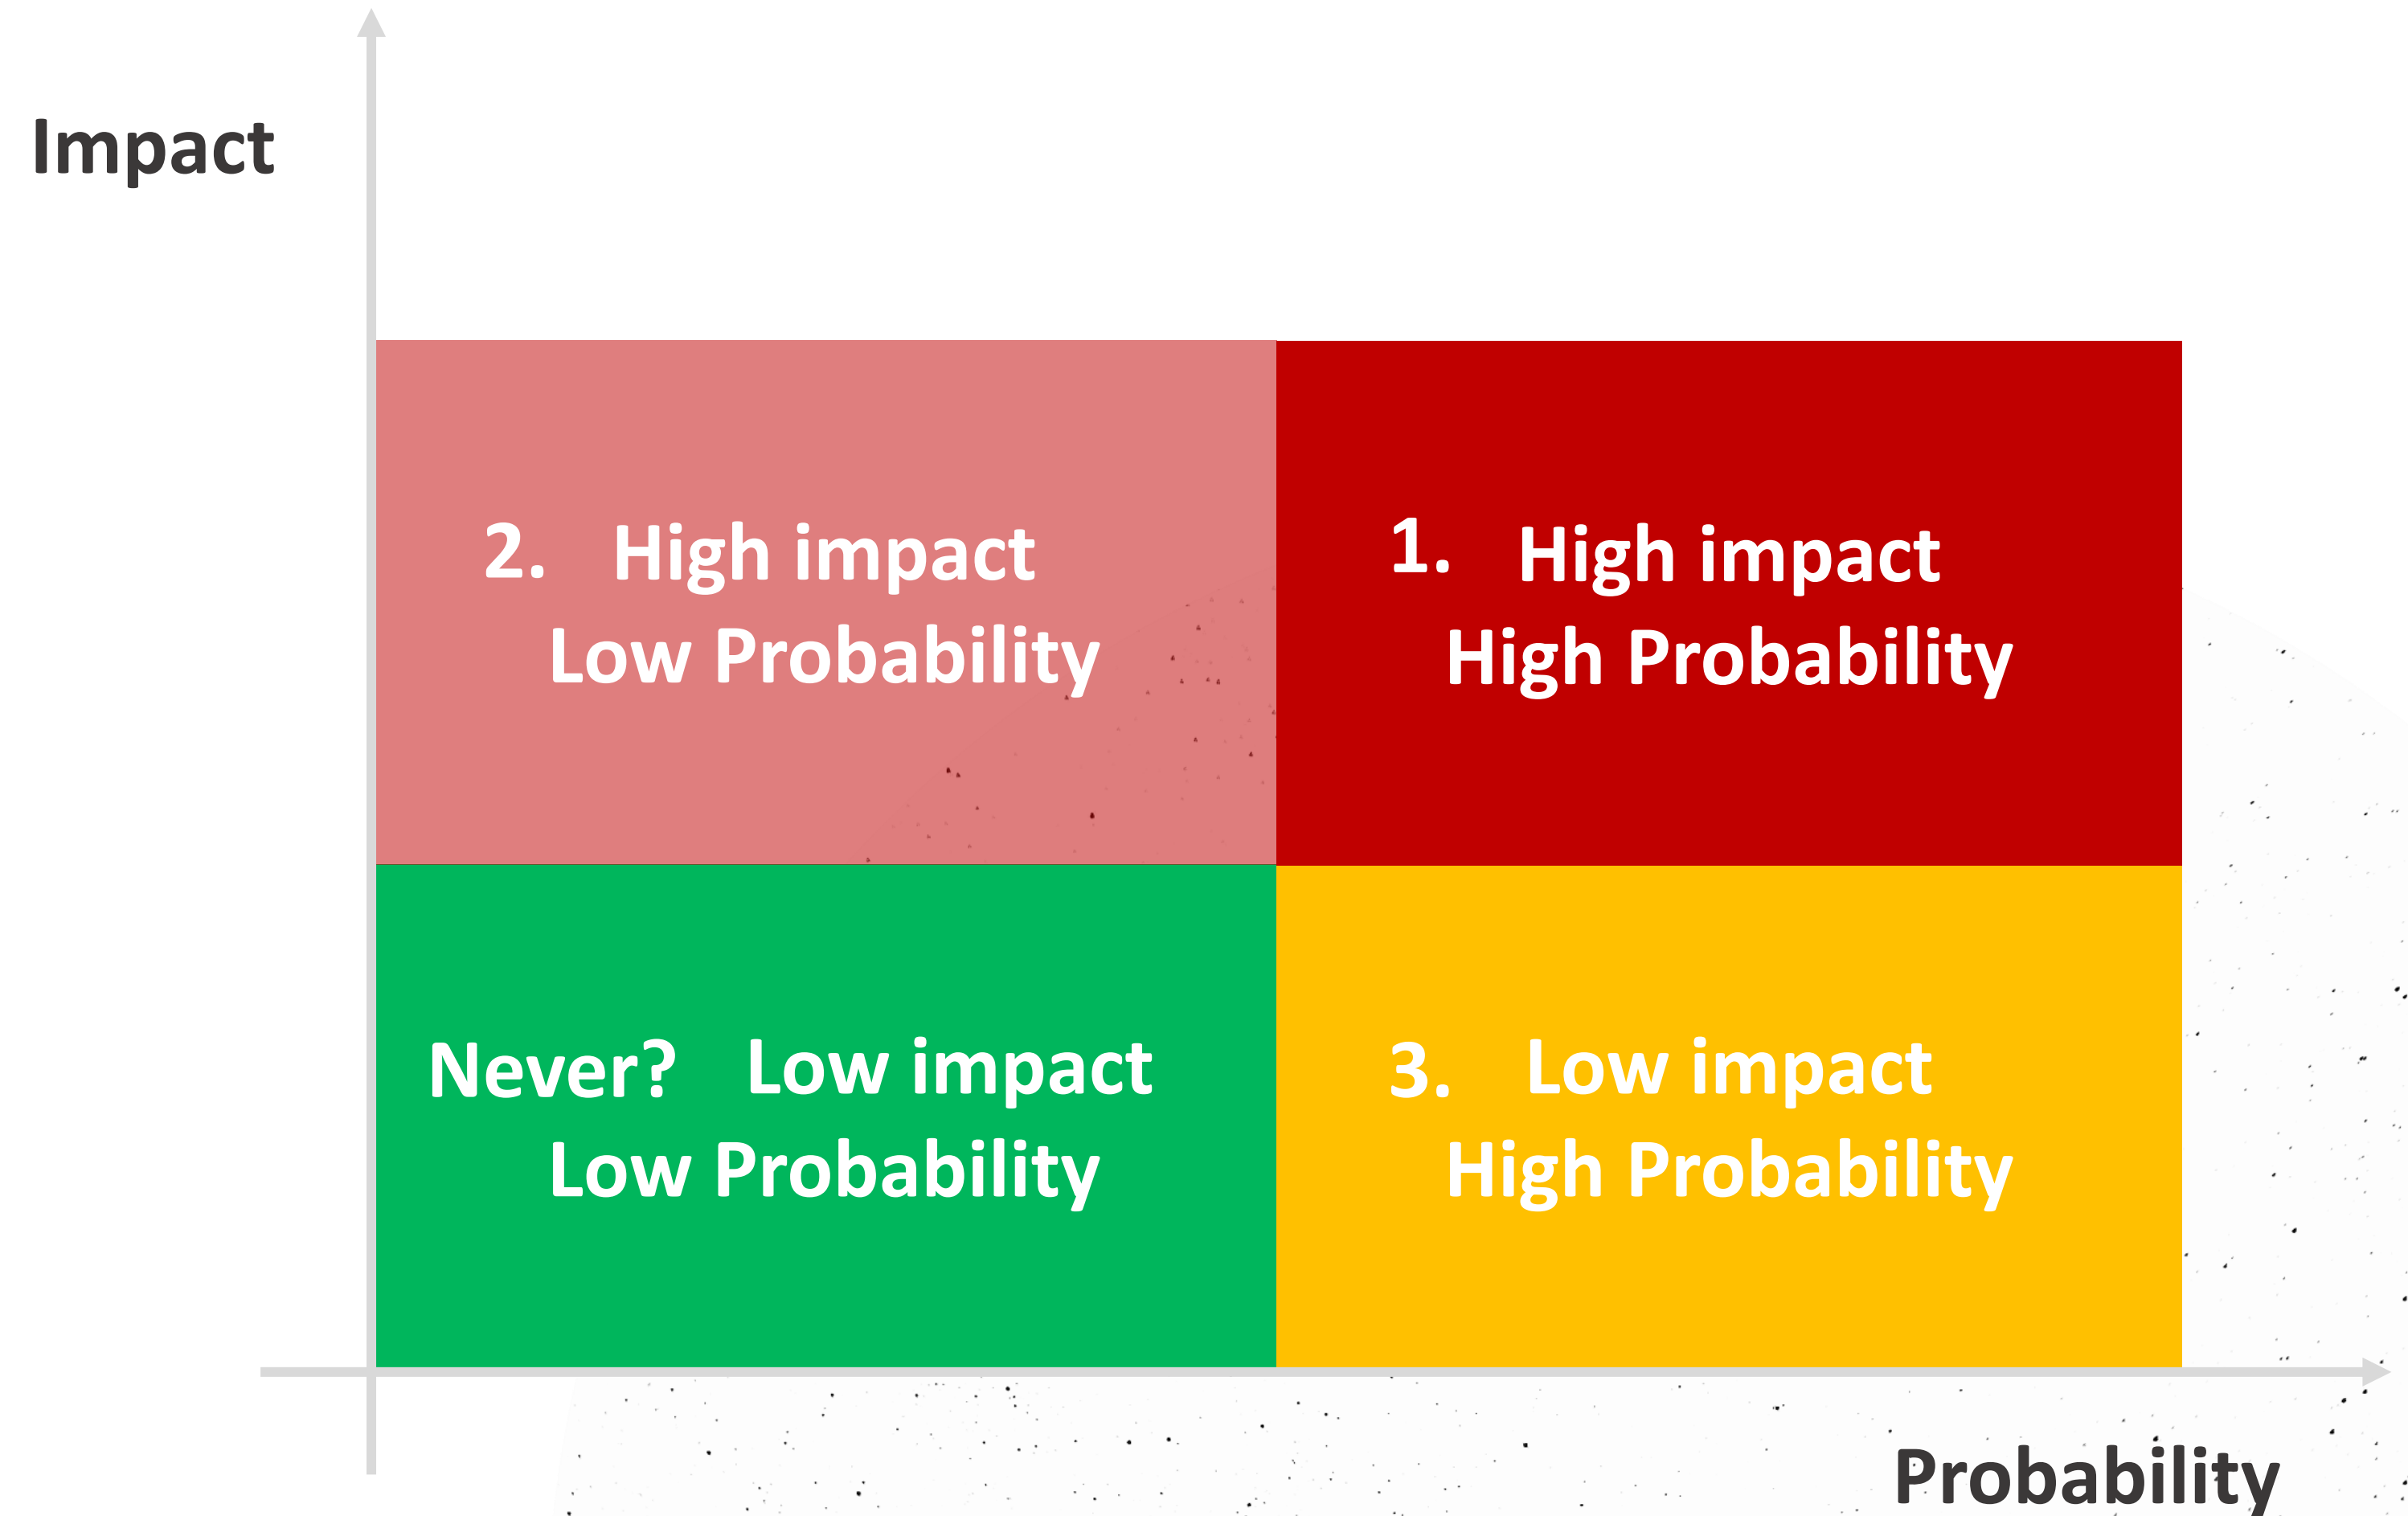 Impact
2. High impact
Low Probability
1. High impact
High Probability
Never? Low impact
Low Probability
3. Low impact
High Probability
Probability